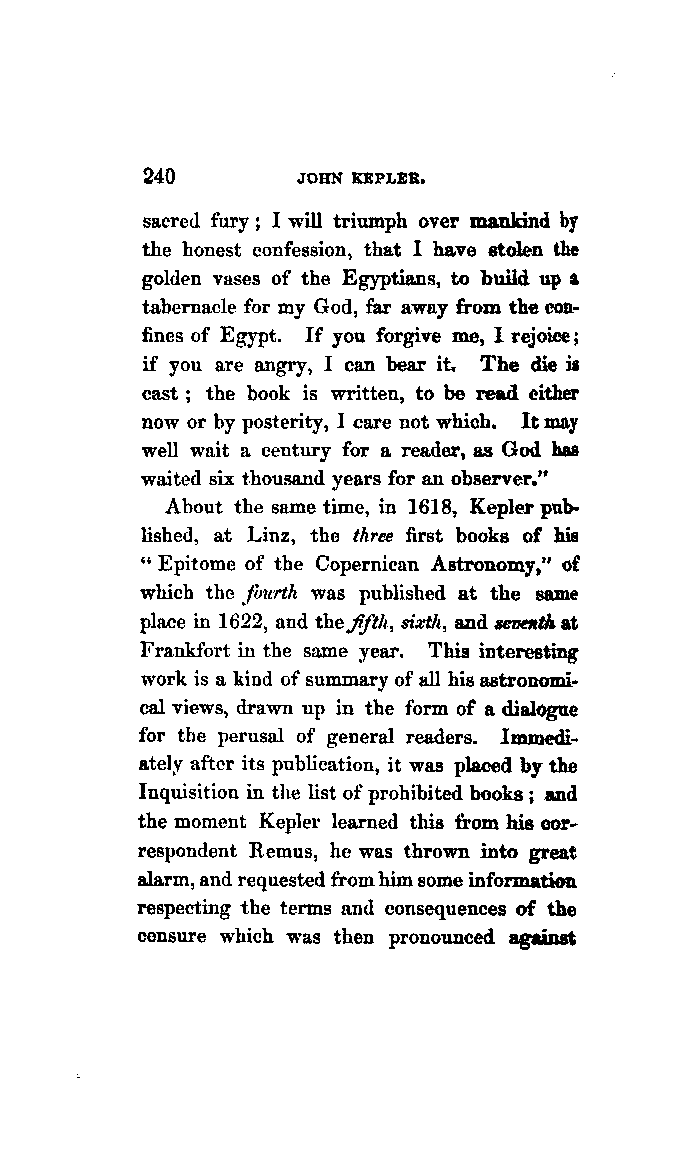 240 JOHN KEPLER.
sacred fury ; I will triumph over mankind by
the honest confession, that I have stolen the
golden vases of the Egyptians, to build up a
tabernacle for my God, far away from the con-
fines of Egypt. If you forgive me, I rejoice;
if you are angry, I can bear it. The die is
cast ; the book is written, to be read either
now or by posterity, I care not which. It may
well wait a century for a reader, as God has
waited six thousand years for an observer."
About the same time, in 1618, Kepler pub-
lished, at Linz, the three first books of his
“ Epitome of the Copernican Astronomy,” of
which the fourth was published at the same
place in 1622, and the fifth, sixth, and seventh at
Frankfort in the same year. This interesting
work is a kind of summary of all his astronomi-
cal views, drawn up in the form of a dialogue
for the perusal of general readers. Immedi-
ately after its publication, it was placed by the
Inquisition in the list of prohibited books ; and
the moment Kepler learned this from his cor-
respondent Remus, he was thrown into great
alarm, and requested from him some information
respecting the terms and consequences of the
censure which was then pronounced against